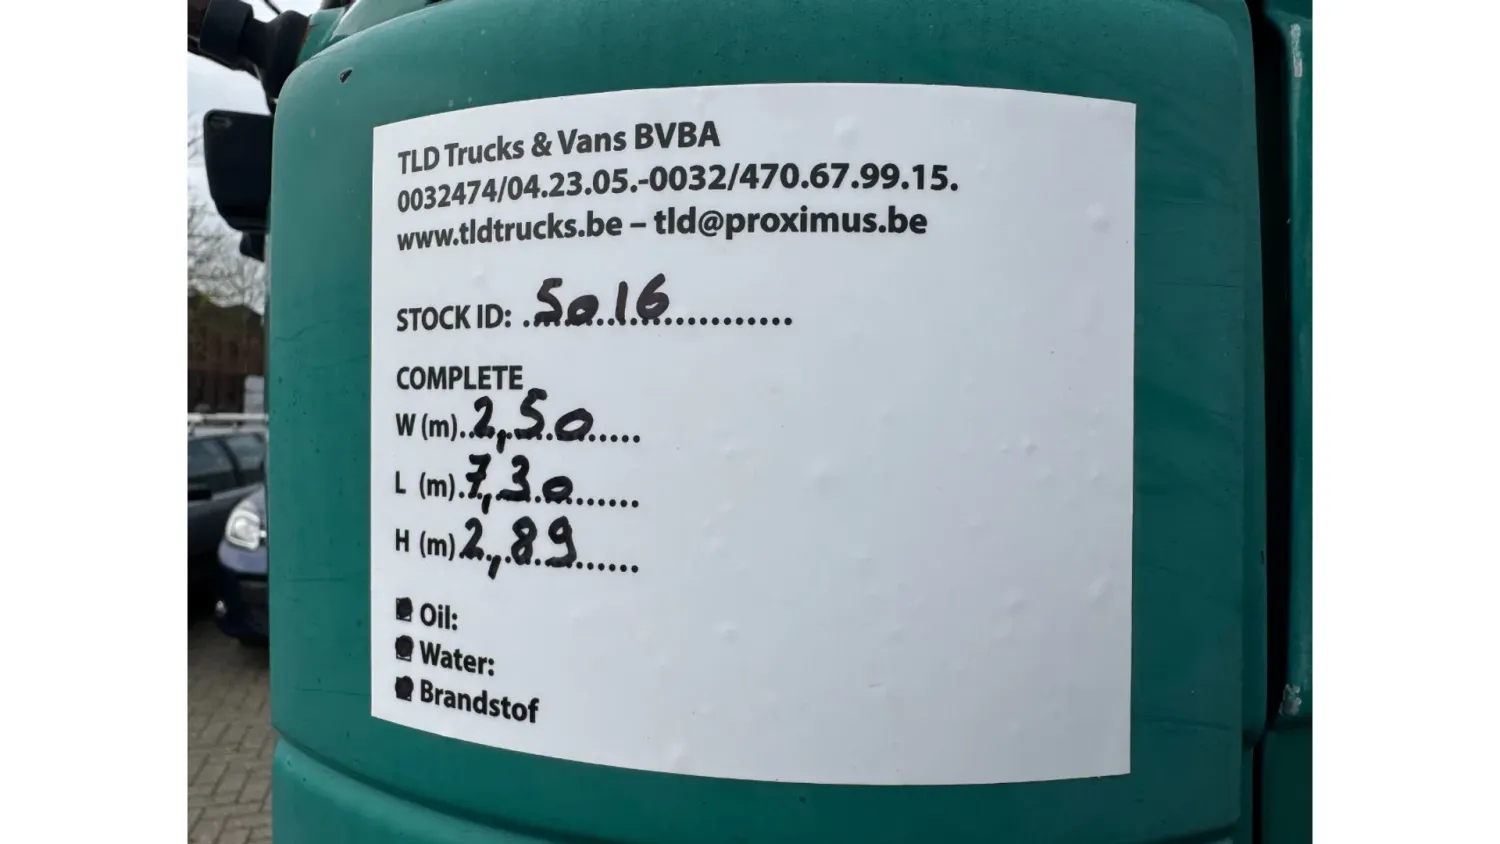 TLD Trucks & Vans BVBA
0032474/04.23.05.-0032/470.67.99.15.
www.tldtrucks.be – tld@proximus.be
STOCK ID: 5016
COMPLETE
W (m) 2,50
L (m) 7,30
H (m) 2,89
Oil:
Water:
Brandstof